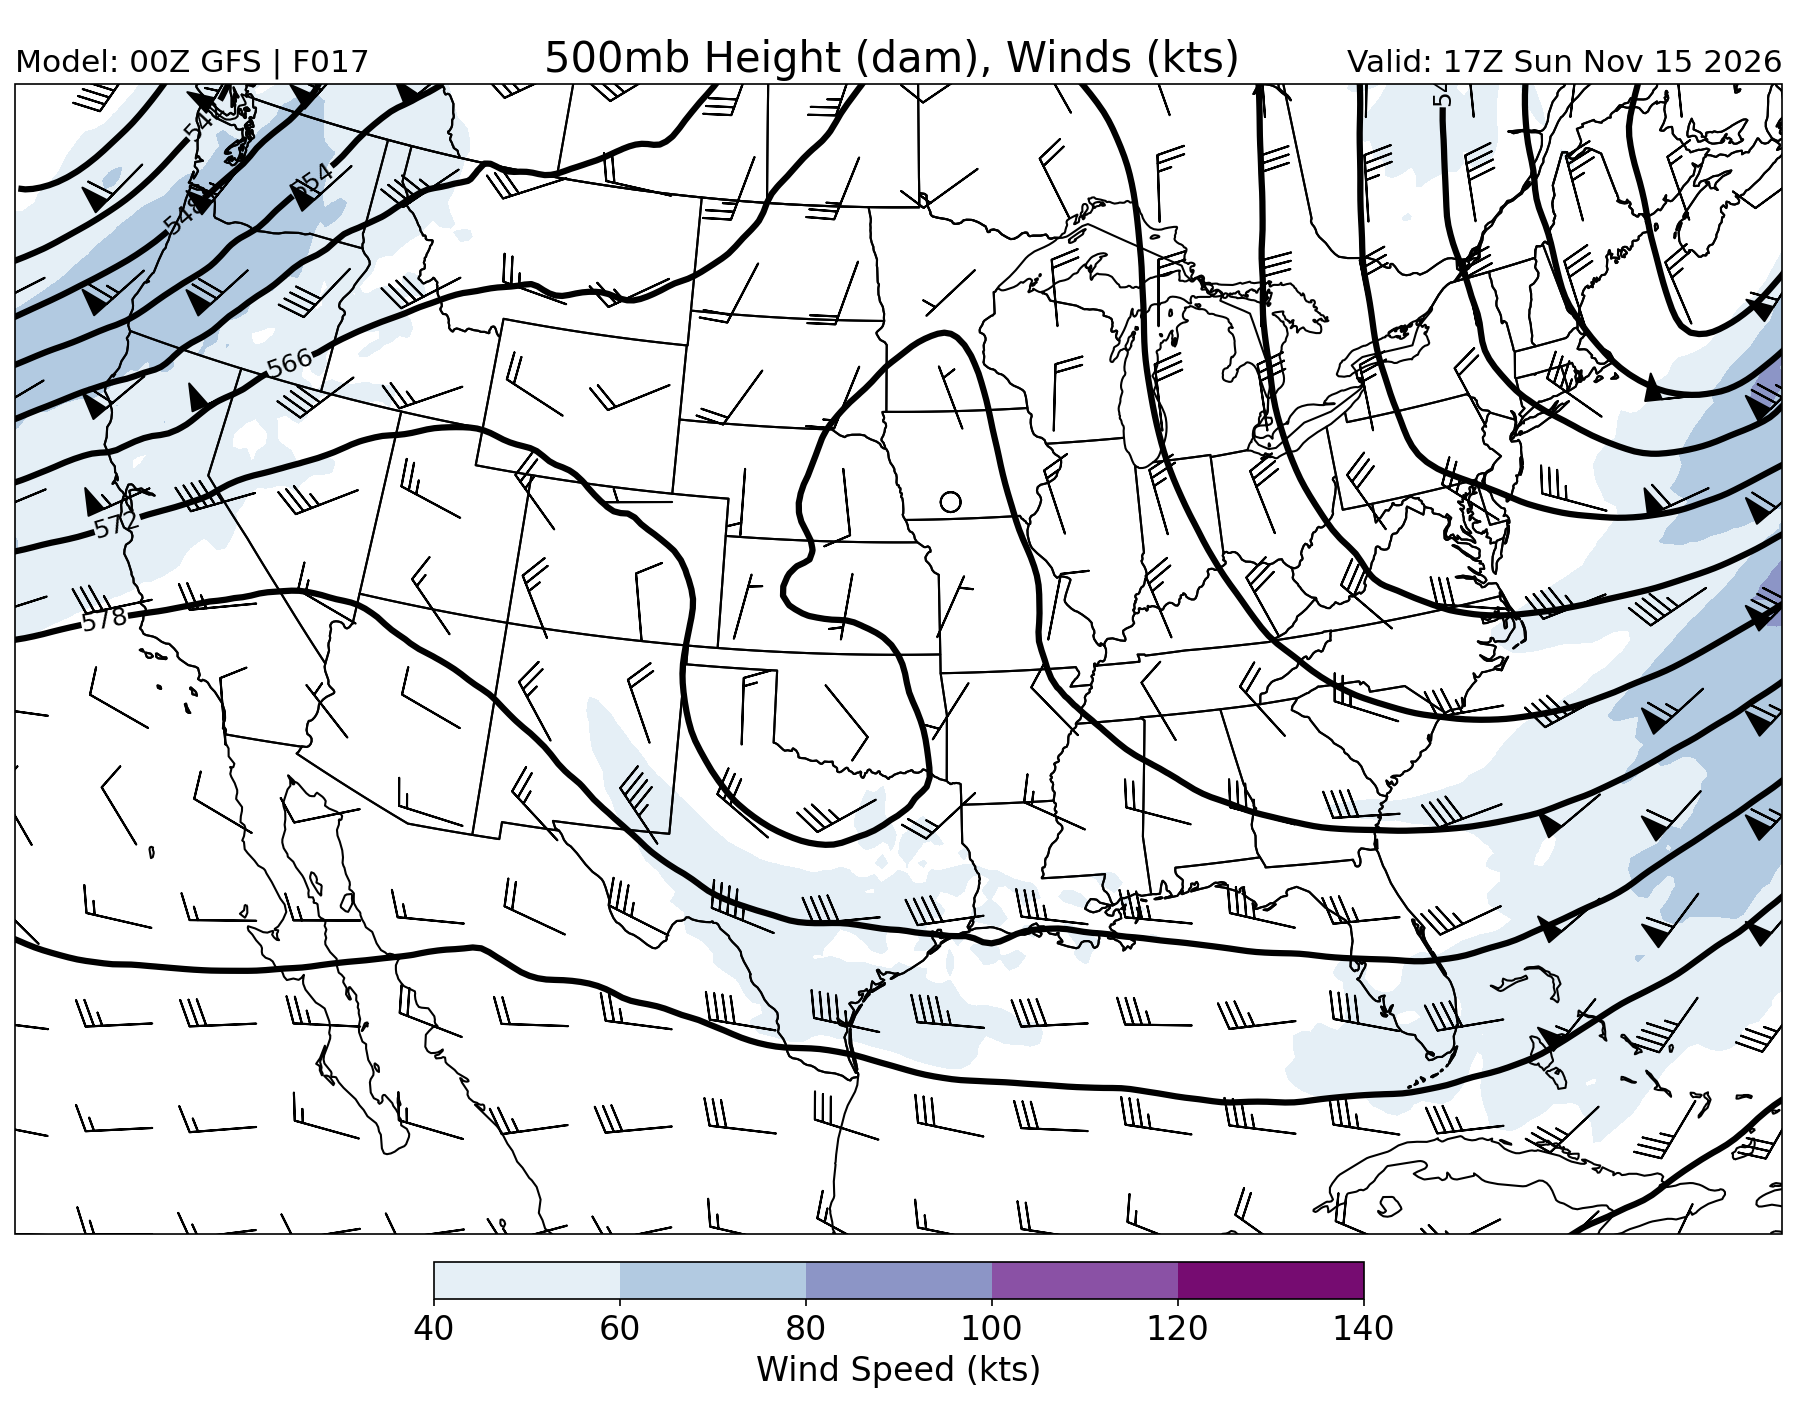 Model: 00Z GFS | F017
500mb Height (dam), Winds (kts)
Valid: 17Z Sun Nov 15 2026
554
548
566
572
578
40 60 80 100 120 140
Wind Speed (kts)